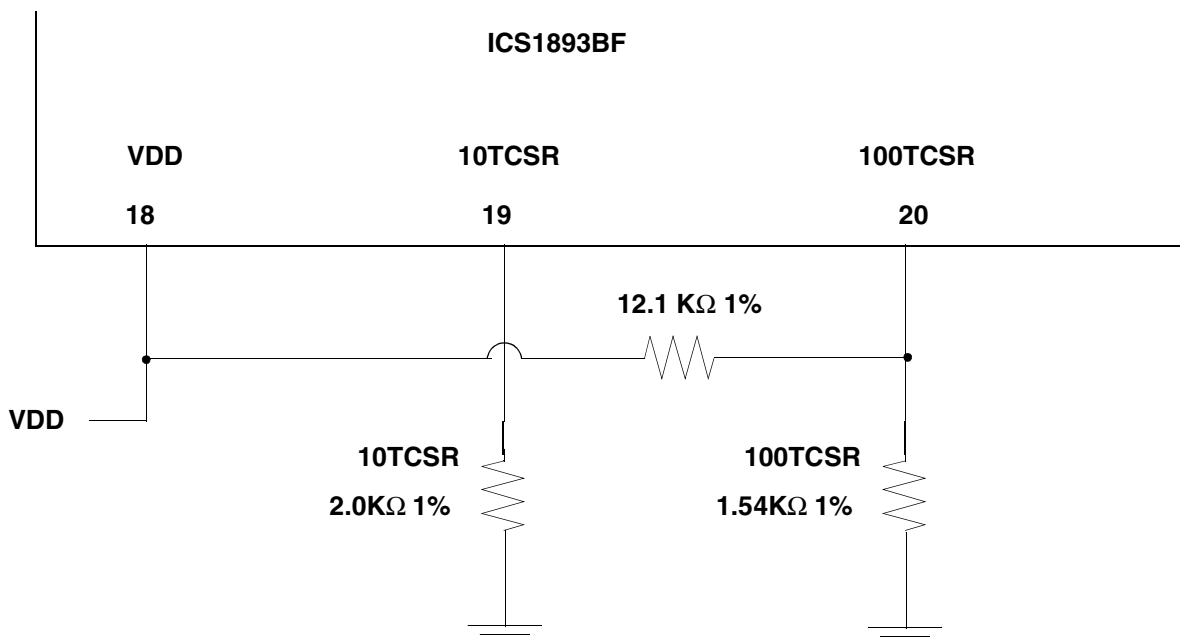 ICS1893BF
VDD
10TCSR
100TCSR
18
19
20
12.1 KΩ 1%
VDD
10TCSR
2.0KΩ 1%
100TCSR
1.54KΩ 1%